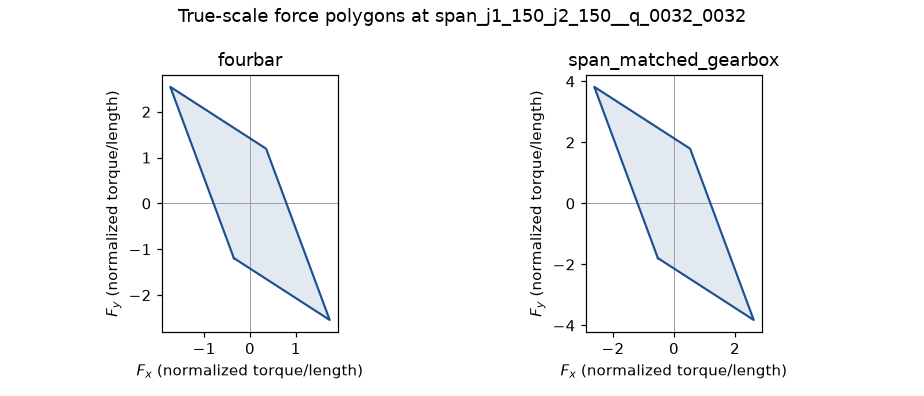 True-scale force polygons at span_j1_150_j2_150__q_0032_0032
fourbar
F_y (normalized torque/length)
2
1
0
−1
−2
−1 0 1
F_x (normalized torque/length)
span_matched_gearbox
F_y (normalized torque/length)
4
2
0
−2
−4
−2 0 2
F_x (normalized torque/length)